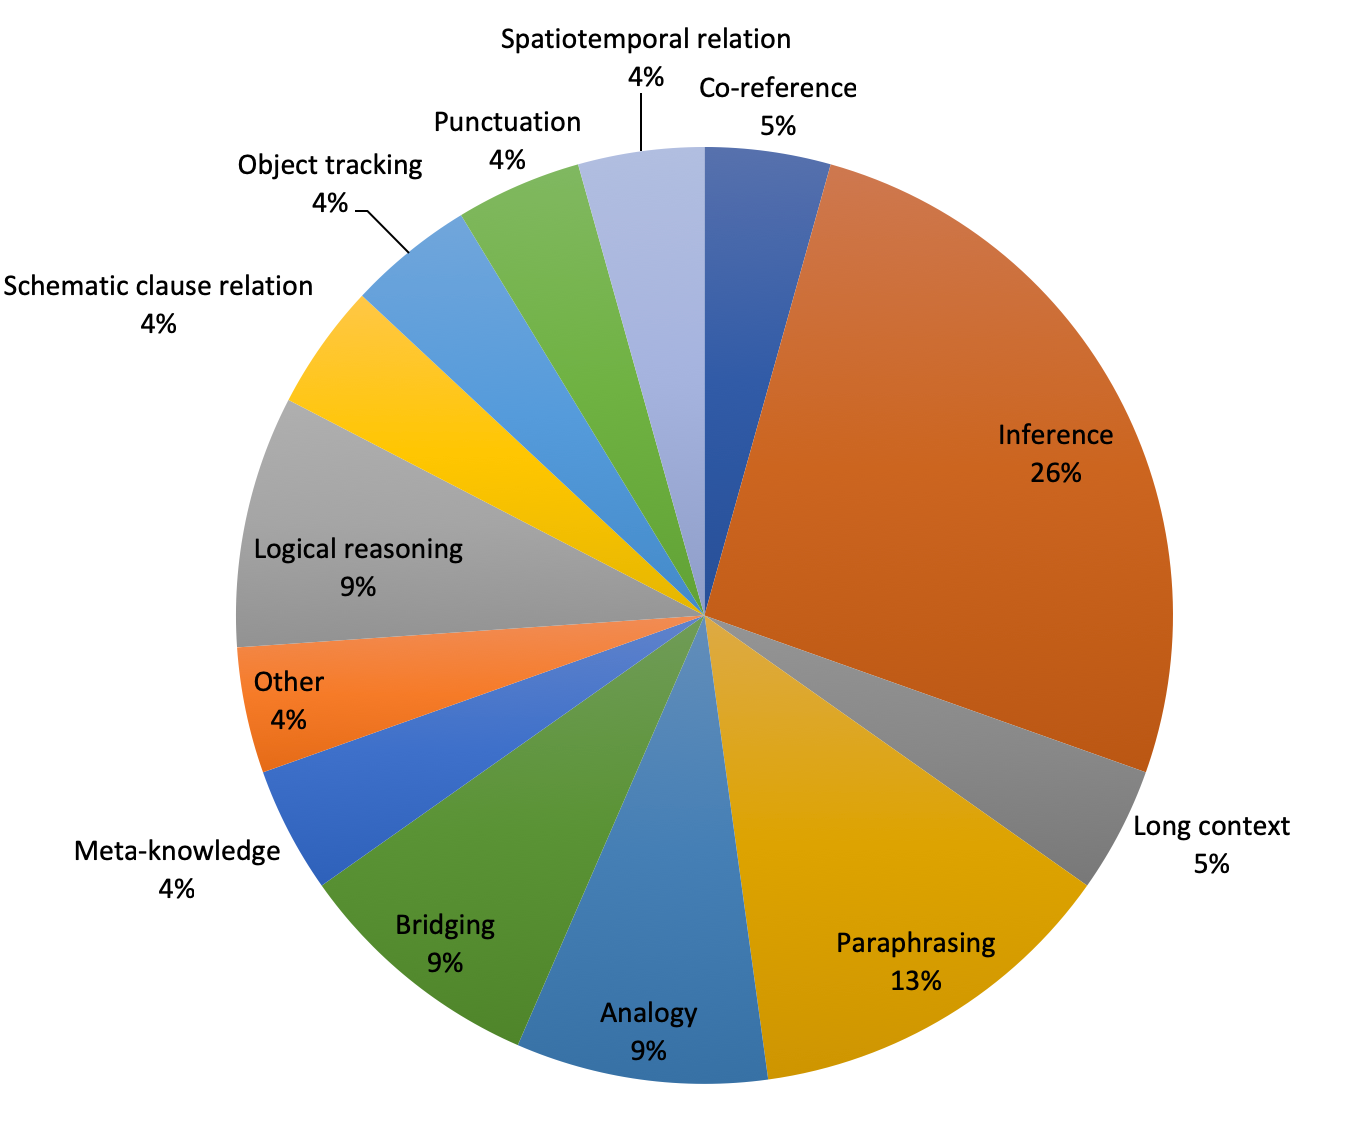 Spatiotemporal relation
4%
Co-reference
5%
Punctuation
4%
Object tracking
4%
Schematic clause relation
4%
Inference
26%
Logical reasoning
9%
Other
4%
Long context
5%
Meta-knowledge
4%
Bridging
9%
Paraphrasing
13%
Analogy
9%